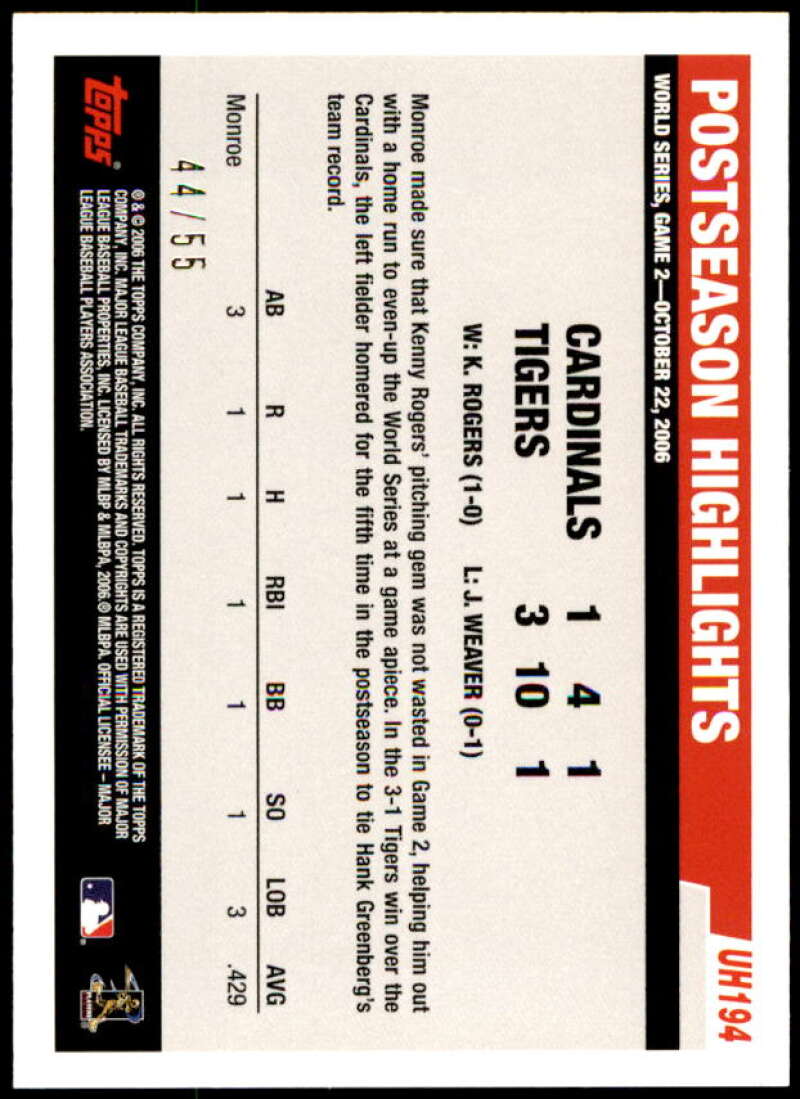 POSTSEASON HIGHLIGHTS
UH194
WORLD SERIES, GAME 2—OCTOBER 22, 2006
CARDINALS 1 4 1
TIGERS 3 10 1
W: K. ROGERS (1-0) L: J. WEAVER (0-1)
Monroe made sure that Kenny Rogers' pitching gem was not wasted in Game 2, helping him out
with a home run to even-up the World Series at a game apiece. In the 3-1 Tigers win over the
Cardinals, the left fielder homered for the fifth time in the postseason to tie Hank Greenberg's
team record.
AB R H RBI BB SO LOB AVG
Monroe 3 1 1 1 1 1 3 .429
44/55
topps®
® & © 2006 THE TOPPS COMPANY, INC. ALL RIGHTS RESERVED. TOPPS IS A REGISTERED TRADEMARK OF THE TOPPS
COMPANY, INC. MAJOR LEAGUE BASEBALL TRADEMARKS AND COPYRIGHTS ARE USED WITH PERMISSION OF MAJOR
LEAGUE BASEBALL PROPERTIES, INC. LICENSED BY MLBP & MLBPA, 2006.© MLBPA. OFFICIAL LICENSEE – MAJOR
LEAGUE BASEBALL PLAYERS ASSOCIATION.